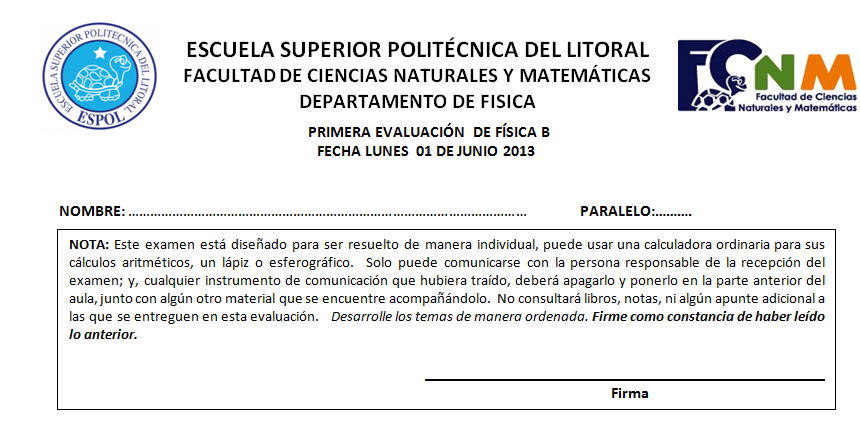 ESCUELA SUPERIOR POLITECNICA DEL LITORAL
ESPOL
ESCUELA SUPERIOR POLITÉCNICA DEL LITORAL
FACULTAD DE CIENCIAS NATURALES Y MATEMÁTICAS
DEPARTAMENTO DE FISICA
FCNM
Facultad de Ciencias
Naturales y Matemáticas
PRIMERA EVALUACIÓN DE FÍSICA B
FECHA LUNES 01 DE JUNIO 2013
NOMBRE: ……………………………………………………………………………………………… PARALELO:……….
NOTA: Este examen está diseñado para ser resuelto de manera individual, puede usar una calculadora ordinaria para sus
cálculos aritméticos, un lápiz o esferográfico. Solo puede comunicarse con la persona responsable de la recepción del
examen; y, cualquier instrumento de comunicación que hubiera traído, deberá apagarlo y ponerlo en la parte anterior del
aula, junto con algún otro material que se encuentre acompañándolo. No consultará libros, notas, ni algún apunte adicional a
las que se entreguen en esta evaluación. Desarrolle los temas de manera ordenada. Firme como constancia de haber leído
lo anterior.
Firma